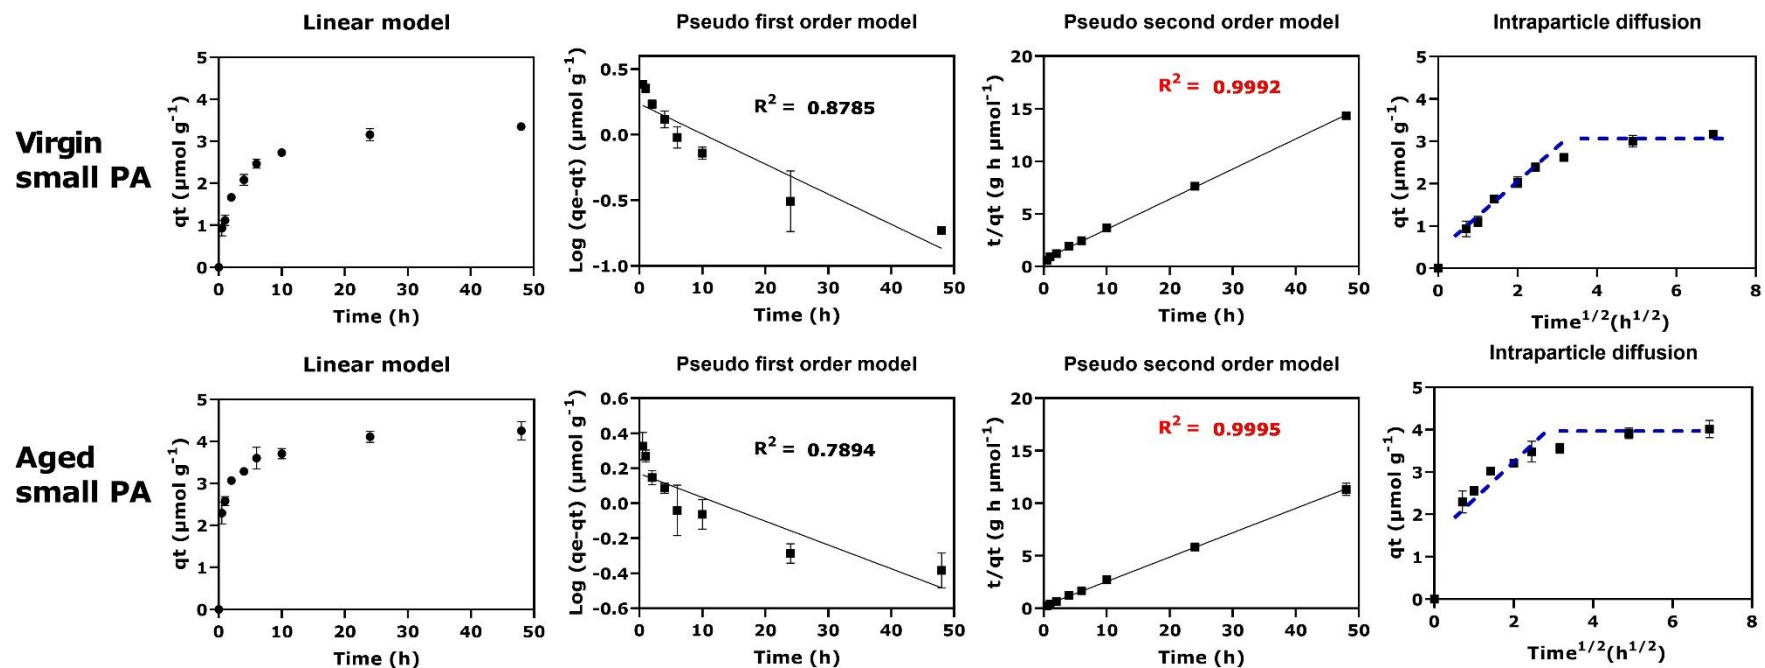 Linear model
Pseudo first order model
Pseudo second order model
Intraparticle diffusion
Virgin
small PA
qt (µmol g⁻¹)
5
4
3
2
1
0
0 10 20 30 40 50
Time (h)
Log (qe-qt) (µmol g⁻¹)
0.5
0.0
-0.5
-1.0
R² = 0.8785
0 10 20 30 40 50
Time (h)
t/qt (g h µmol⁻¹)
20
15
10
5
0
R² = 0.9992
0 10 20 30 40 50
Time (h)
qt (µmol g⁻¹)
5
4
3
2
1
0
0 2 4 6 8
Time¹/²(h¹/²)
Linear model
Pseudo first order model
Pseudo second order model
Intraparticle diffusion
Aged
small PA
qt (µmol g⁻¹)
5
4
3
2
1
0
0 10 20 30 40 50
Time (h)
Log (qe-qt) (µmol g⁻¹)
0.6
0.4
0.2
0.0
-0.2
-0.4
-0.6
R² = 0.7894
0 10 20 30 40 50
Time (h)
t/qt (g h µmol⁻¹)
20
15
10
5
0
R² = 0.9995
0 10 20 30 40 50
Time (h)
qt (µmol g⁻¹)
5
4
3
2
1
0
0 2 4 6 8
Time¹/²(h¹/²)